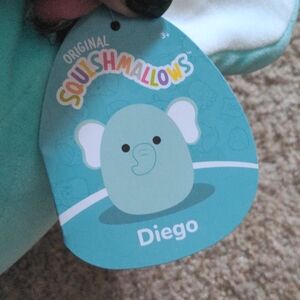 ORIGINAL
SQUISHMALLOWS
3+
Diego